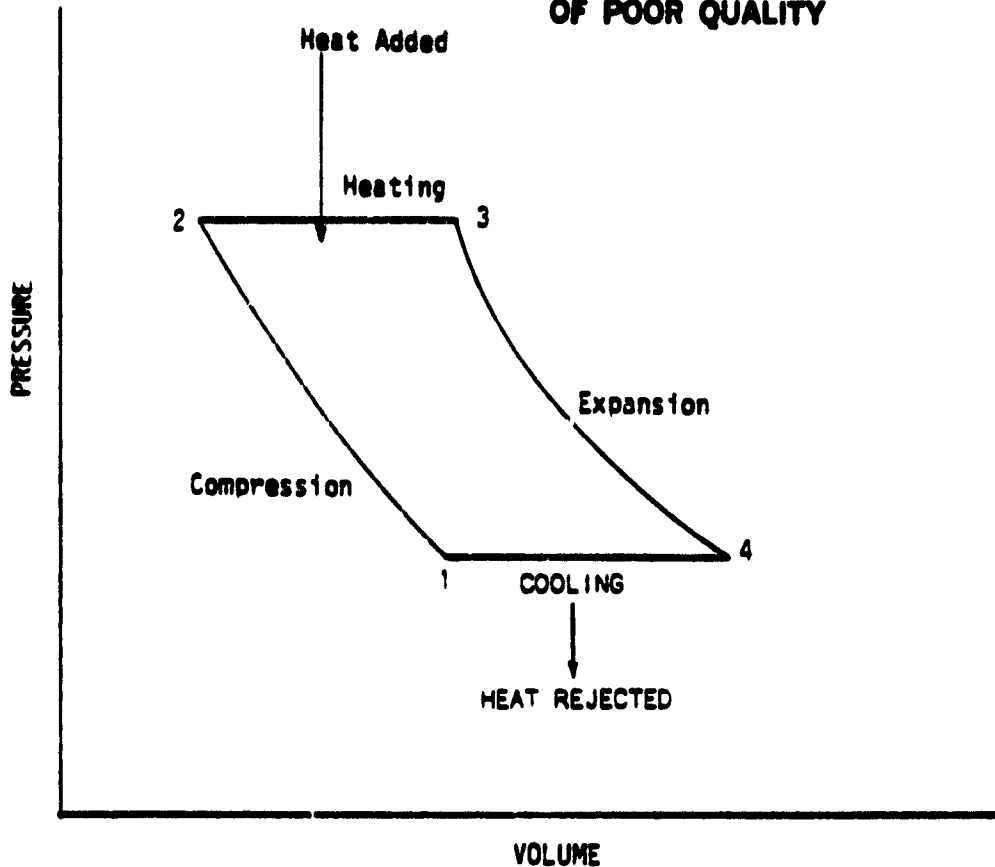 OF POOR QUALITY
Heat Added
Heating
2
3
PRESSURE
Expansion
Compression
4
1
COOLING
HEAT REJECTED
VOLUME